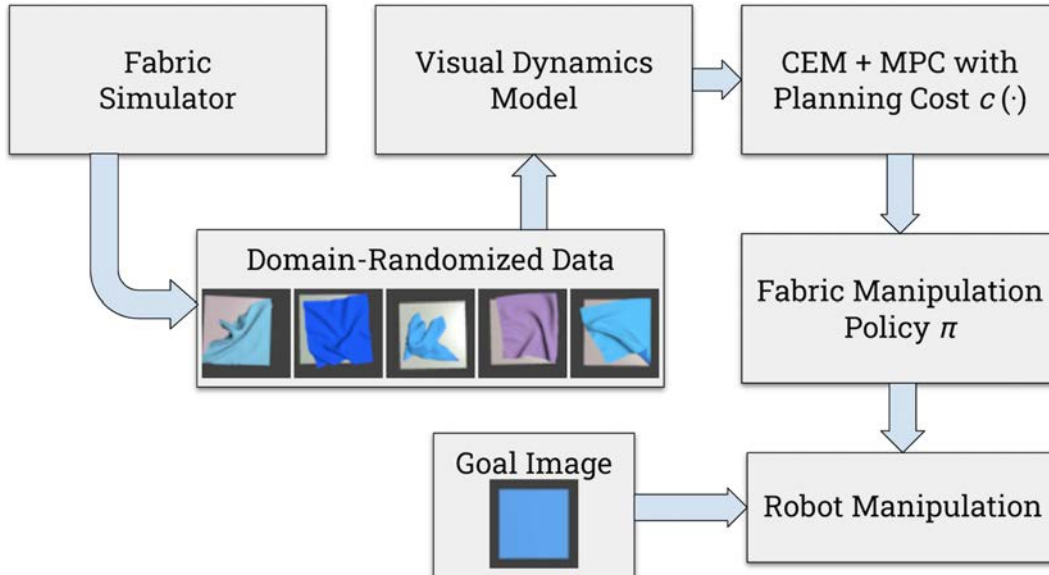 Fabric
Simulator
Visual Dynamics
Model
CEM + MPC with
Planning Cost c (·)
Domain-Randomized Data
Fabric Manipulation
Policy π
Goal Image
Robot Manipulation